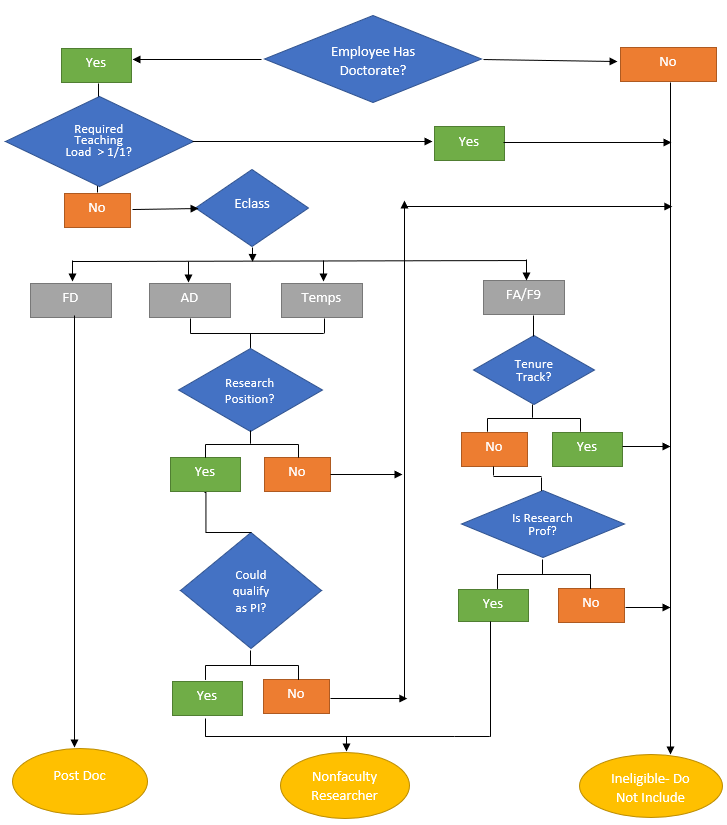 Employee Has
Doctorate?
Yes
No
Required
Teaching
Load > 1/1?
Yes
No
Eclass
FD
AD
Temps
FA/F9
Research
Position?
Tenure
Track?
Yes
No
No
Yes
Is Research
Prof?
Could
qualify
as PI?
Yes
No
Yes
No
Post Doc
Nonfaculty
Researcher
Ineligible- Do
Not Include